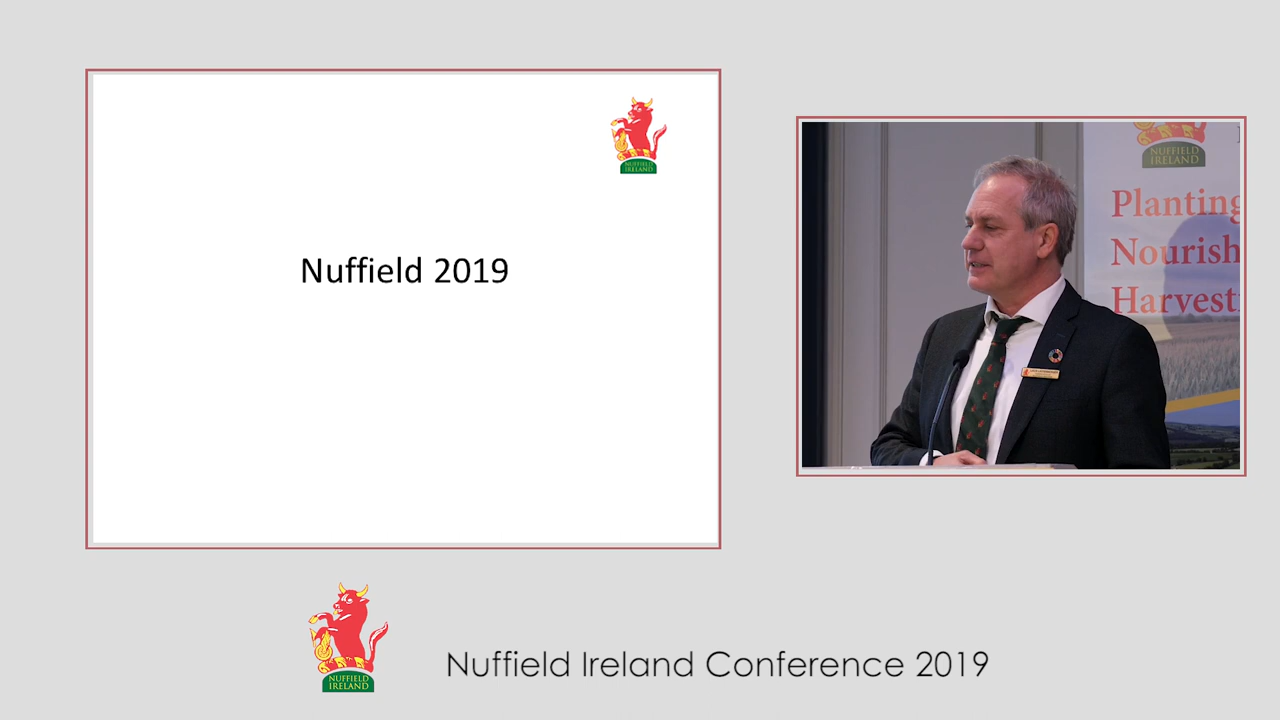 NUFFIELD
IRELAND
Nuffield 2019
NUFFIELD
IRELAND
Planting
Nourish
Harvest
NUFFIELD
IRELAND
Nuffield Ireland Conference 2019